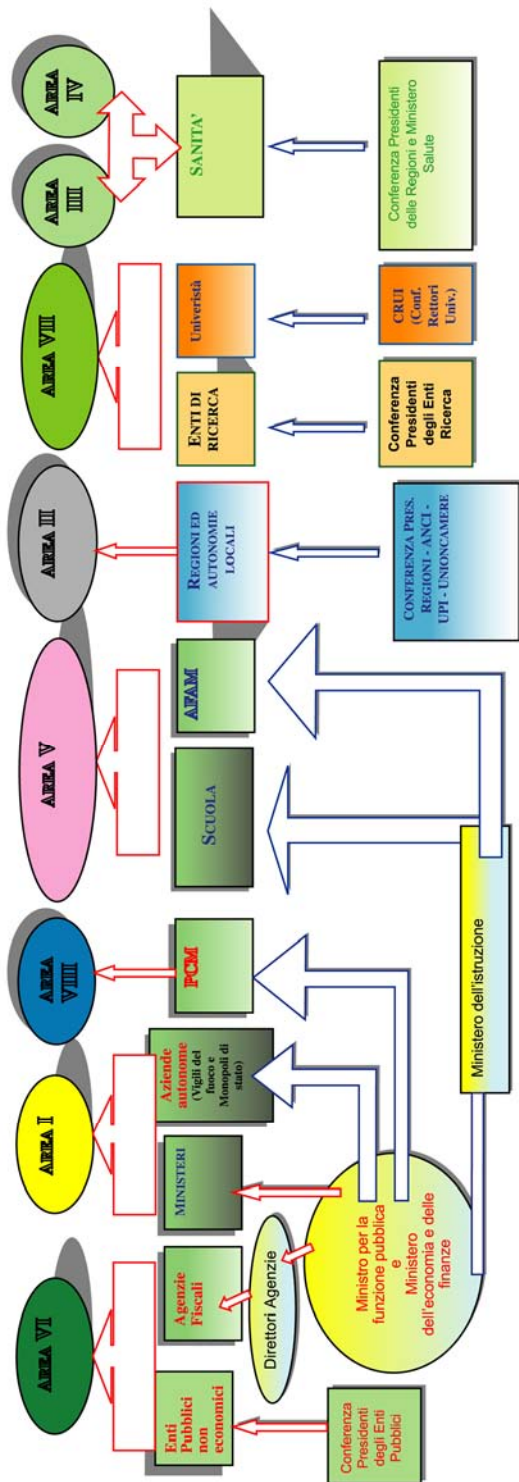 AREA VI
AREA I
AREA
VIII
AREA V
AREA II
AREA VII
AREA
III
AREA
IV
Enti
Pubblici
non
economici
Agenzie
Fiscali
MINISTERI
Aziende
autonome
(Vigili del
fuoco e
Monopoli di
stato)
PCM
SCUOLA
AFAM
REGIONI ED
AUTONOMIE
LOCALI
ENTI DI
RICERCA
Univeristà
SANITA'
Direttori Agenzie
Conferenza
Presidenti
degli Enti
Pubblici
Ministro per la
funzione pubblica
e
Ministero
dell'economia e delle
finanze
Ministero dell'istruzione
CONFERENZA PRES.
REGIONI - ANCI -
UPI - UNIONCAMERE
Conferenza
Presidenti
degli Enti
Ricerca
CRUI
(Conf.
Rettori
Univ.)
Conferenza Presidenti
delle Regioni e Ministero
Salute